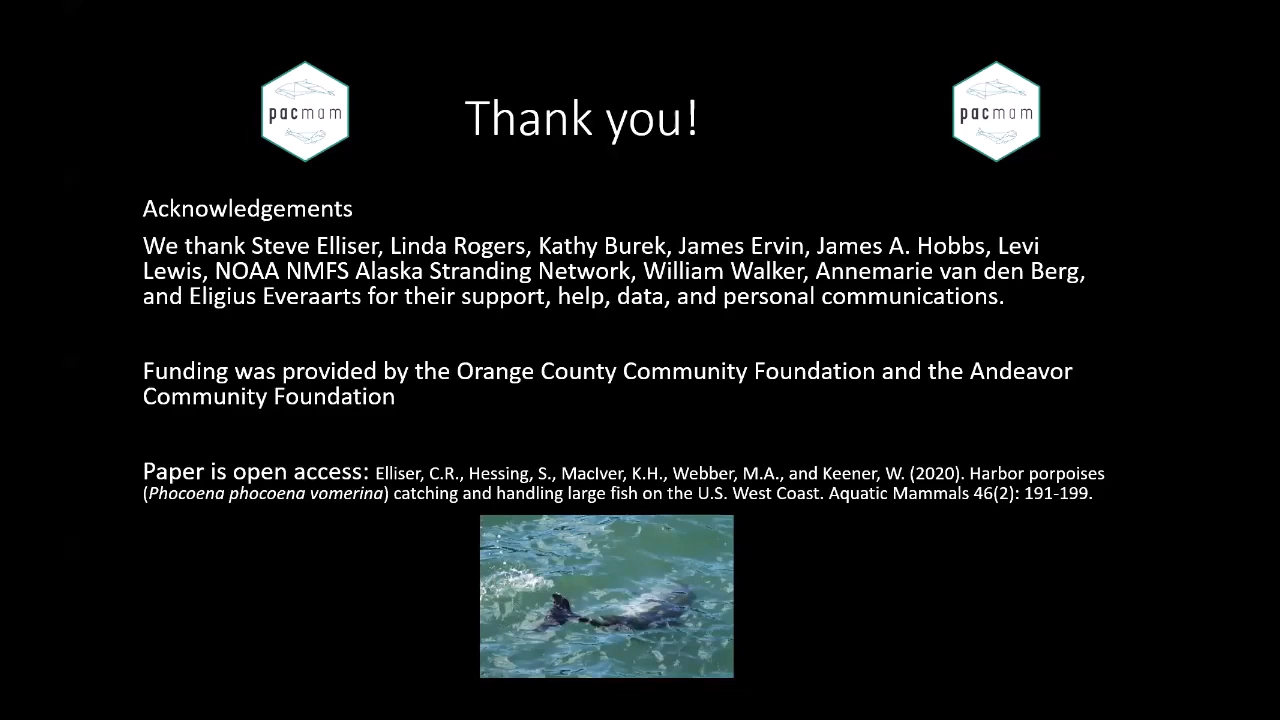 pacmam
Thank you!
pacmam
Acknowledgements
We thank Steve Elliser, Linda Rogers, Kathy Burek, James Ervin, James A. Hobbs, Levi
Lewis, NOAA NMFS Alaska Stranding Network, William Walker, Annemarie van den Berg,
and Eligius Everaarts for their support, help, data, and personal communications.
Funding was provided by the Orange County Community Foundation and the Andeavor
Community Foundation
Paper is open access: Elliser, C.R., Hessing, S., MacIver, K.H., Webber, M.A., and Keener, W. (2020). Harbor porpoises
(Phocoena phocoena vomerina) catching and handling large fish on the U.S. West Coast. Aquatic Mammals 46(2): 191-199.